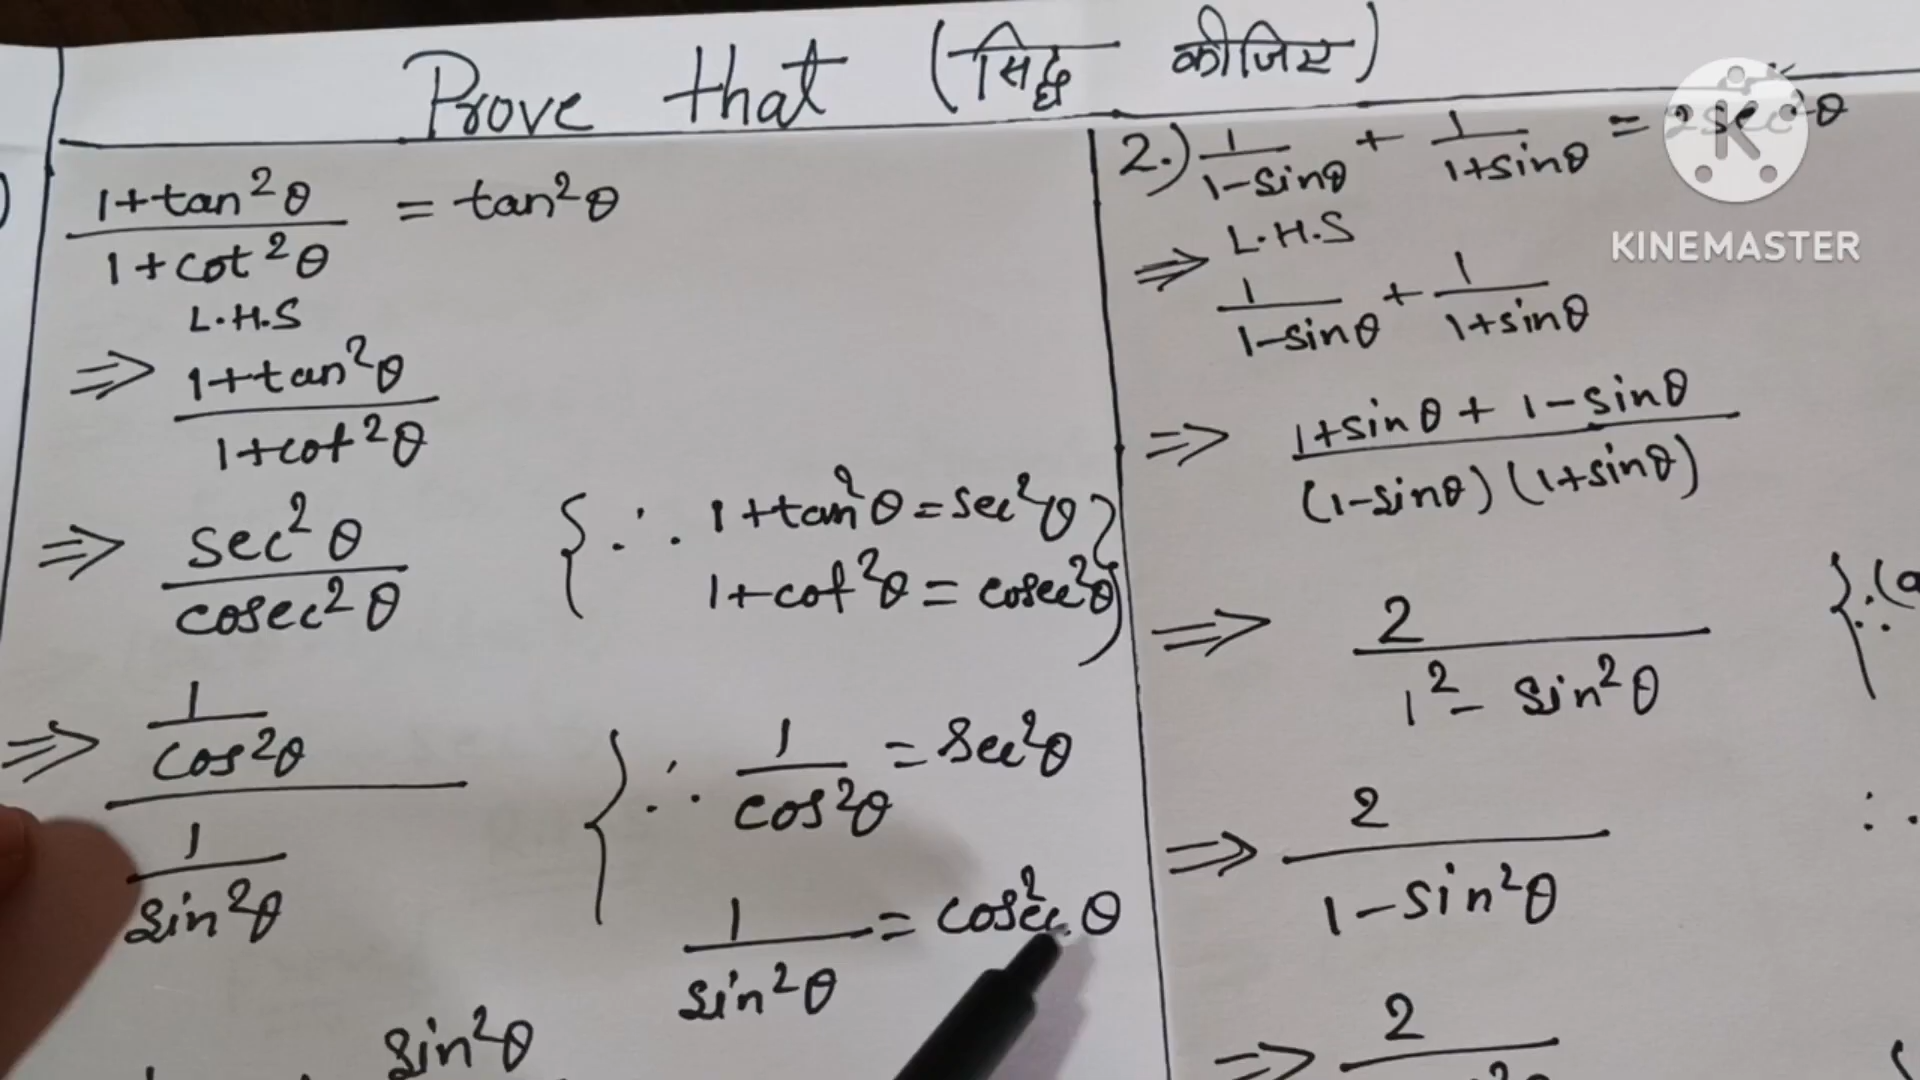 Prove that (सिद्ध कीजिए)
1+tan²θ / 1+cot²θ = tan²θ
L.H.S
⇒ 1+tan²θ / 1+cot²θ
⇒ sec²θ / cosec²θ { ∵ 1+tan²θ = sec²θ
1+cot²θ = cosec²θ }
⇒ 1/cos²θ / 1/sin²θ { ∵ 1/cos²θ = sec²θ
1/sin²θ = cosec²θ
sin²θ
2.) 1/1-sinθ + 1/1+sinθ = 2sec²θ
L.H.S
⇒ 1/1-sinθ + 1/1+sinθ
⇒ 1+sinθ + 1-sinθ / (1-sinθ) (1+sinθ)
⇒ 2 / 1² - sin²θ
⇒ 2 / 1-sin²θ
⇒ 2
K
KINEMASTER